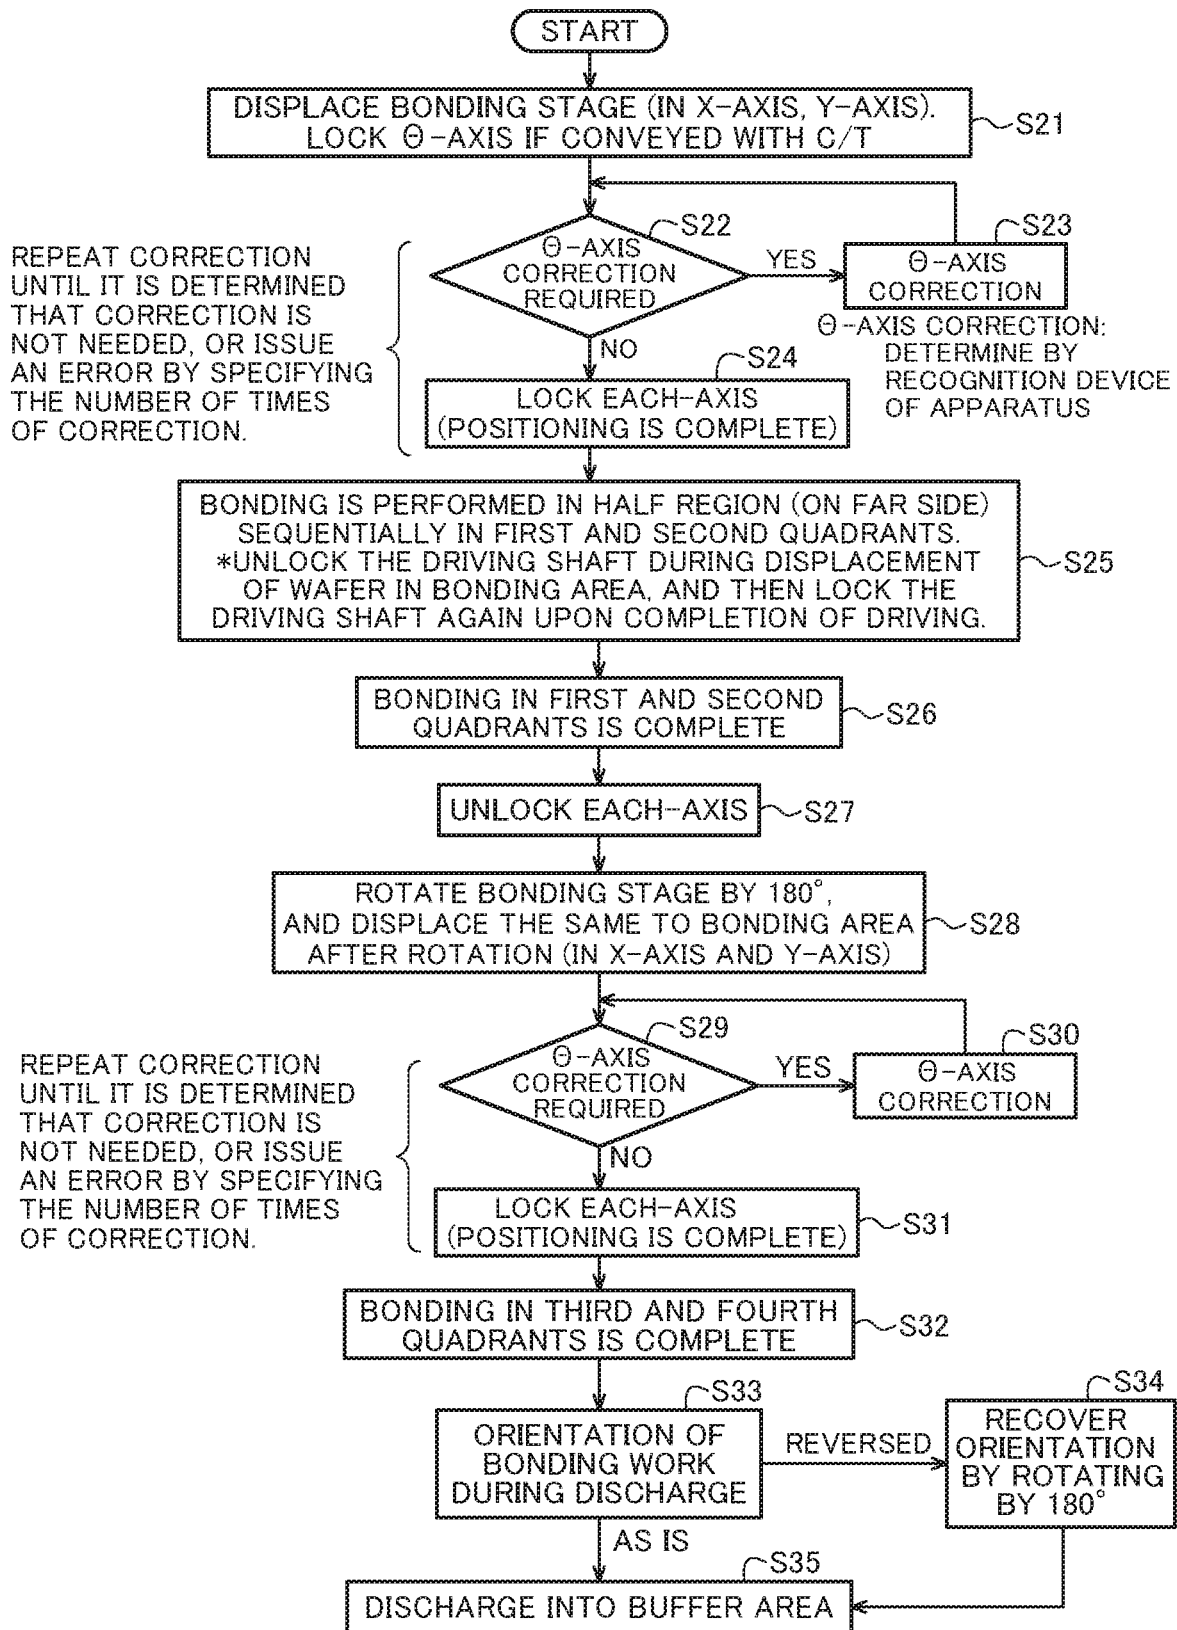 START
DISPLACE BONDING STAGE (IN X-AXIS, Y-AXIS).
LOCK Θ-AXIS IF CONVEYED WITH C/T
S21
S22
Θ-AXIS
CORRECTION
REQUIRED
YES
S23
Θ-AXIS
CORRECTION
Θ-AXIS CORRECTION:
DETERMINE BY
RECOGNITION DEVICE
OF APPARATUS
REPEAT CORRECTION
UNTIL IT IS DETERMINED
THAT CORRECTION IS
NOT NEEDED, OR ISSUE
AN ERROR BY SPECIFYING
THE NUMBER OF TIMES
OF CORRECTION.
NO
S24
LOCK EACH-AXIS
(POSITIONING IS COMPLETE)
BONDING IS PERFORMED IN HALF REGION (ON FAR SIDE)
SEQUENTIALLY IN FIRST AND SECOND QUADRANTS.
*UNLOCK THE DRIVING SHAFT DURING DISPLACEMENT
OF WAFER IN BONDING AREA, AND THEN LOCK THE
DRIVING SHAFT AGAIN UPON COMPLETION OF DRIVING.
S25
BONDING IN FIRST AND SECOND
QUADRANTS IS COMPLETE
S26
UNLOCK EACH-AXIS
S27
ROTATE BONDING STAGE BY 180°,
AND DISPLACE THE SAME TO BONDING AREA
AFTER ROTATION (IN X-AXIS AND Y-AXIS)
S28
S29
Θ-AXIS
CORRECTION
REQUIRED
YES
S30
Θ-AXIS
CORRECTION
REPEAT CORRECTION
UNTIL IT IS DETERMINED
THAT CORRECTION IS
NOT NEEDED, OR ISSUE
AN ERROR BY SPECIFYING
THE NUMBER OF TIMES
OF CORRECTION.
NO
LOCK EACH-AXIS
(POSITIONING IS COMPLETE)
S31
BONDING IN THIRD AND FOURTH
QUADRANTS IS COMPLETE
S32
S33
ORIENTATION OF
BONDING WORK
DURING DISCHARGE
REVERSED
S34
RECOVER
ORIENTATION
BY ROTATING
BY 180°
AS IS
S35
DISCHARGE INTO BUFFER AREA